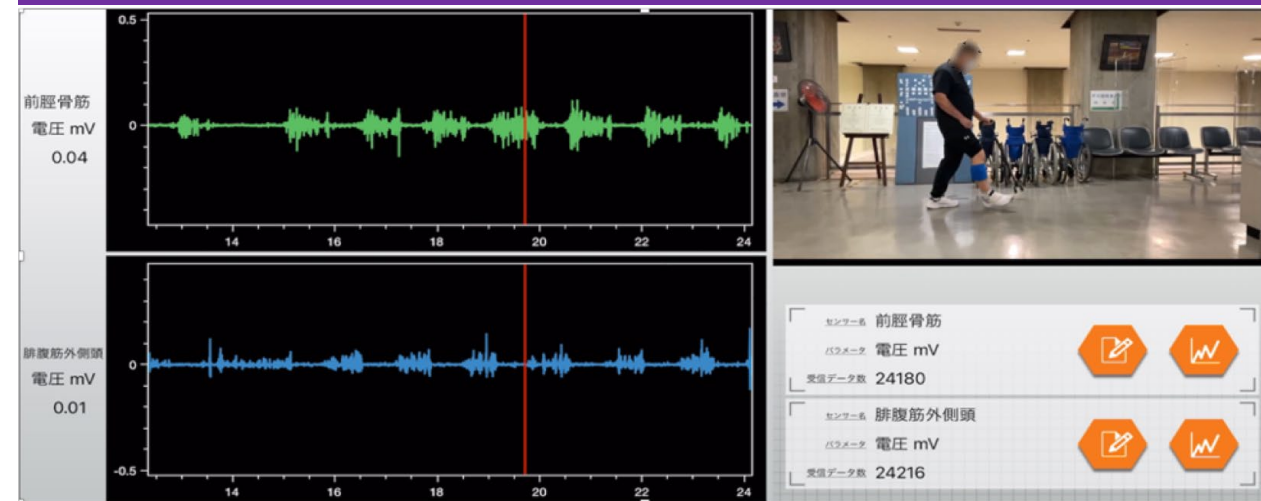 前脛骨筋
電圧 mV
0.04
0.5
0
14 16 18 20 22 24
腓腹筋外側頭
電圧 mV
0.01
0
-0.5
14 16 18 20 22 24
センサー名 前脛骨筋
パラメータ 電圧 mV
受信データ数 24180
センサー名 腓腹筋外側頭
パラメータ 電圧 mV
受信データ数 24216